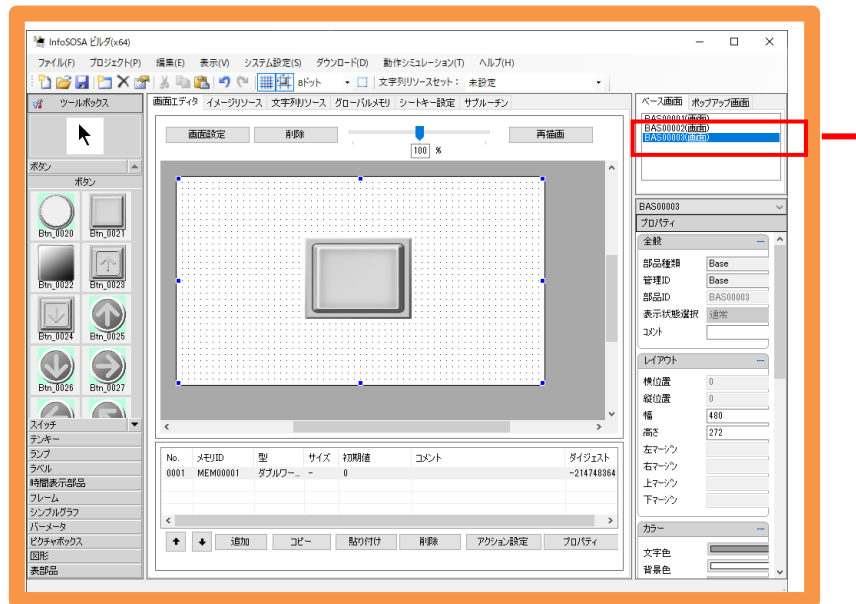 InfoSOSA ビルダ(x64)
ファイル(F) プロジェクト(P) 編集(E) 表示(V) システム設定(S) ダウンロード(D) 動作シミュレーション(T) ヘルプ(H)
8ドット 文字列リソースセット： 未設定
ツールボックス
ボタン
ボタン
Btn_0020 Btn_0021
Btn_0022 Btn_0023
Btn_0024 Btn_0025
Btn_0026 Btn_0027
スイッチ
テンキー
ランプ
ラベル
時間表示部品
フレーム
シンプルグラフ
バーメータ
ピクチャボックス
図形
表部品
画面エディタ イメージリソース 文字列リソース グローバルメモリ シートキー設定 サブルーチン
画面設定 削除 再描画
100 %
No. メモリID 型 サイズ 初期値 コメント ダイジェスト
0001 MEM00001 ダブルワー... - 0 -214748364
追加 コピー 貼り付け 削除 アクション設定 プロパティ
ベース画面 ポップアップ画面
BAS00001(画面)
BAS00002(画面)
BAS00003(画面)
BAS00003
プロパティ
全般
部品種類 Base
管理ID Base
部品ID BAS00003
表示状態選択 通常
コメント
レイアウト
横位置 0
縦位置 0
幅 480
高さ 272
左マージン
右マージン
上マージン
下マージン
カラー
文字色
背景色